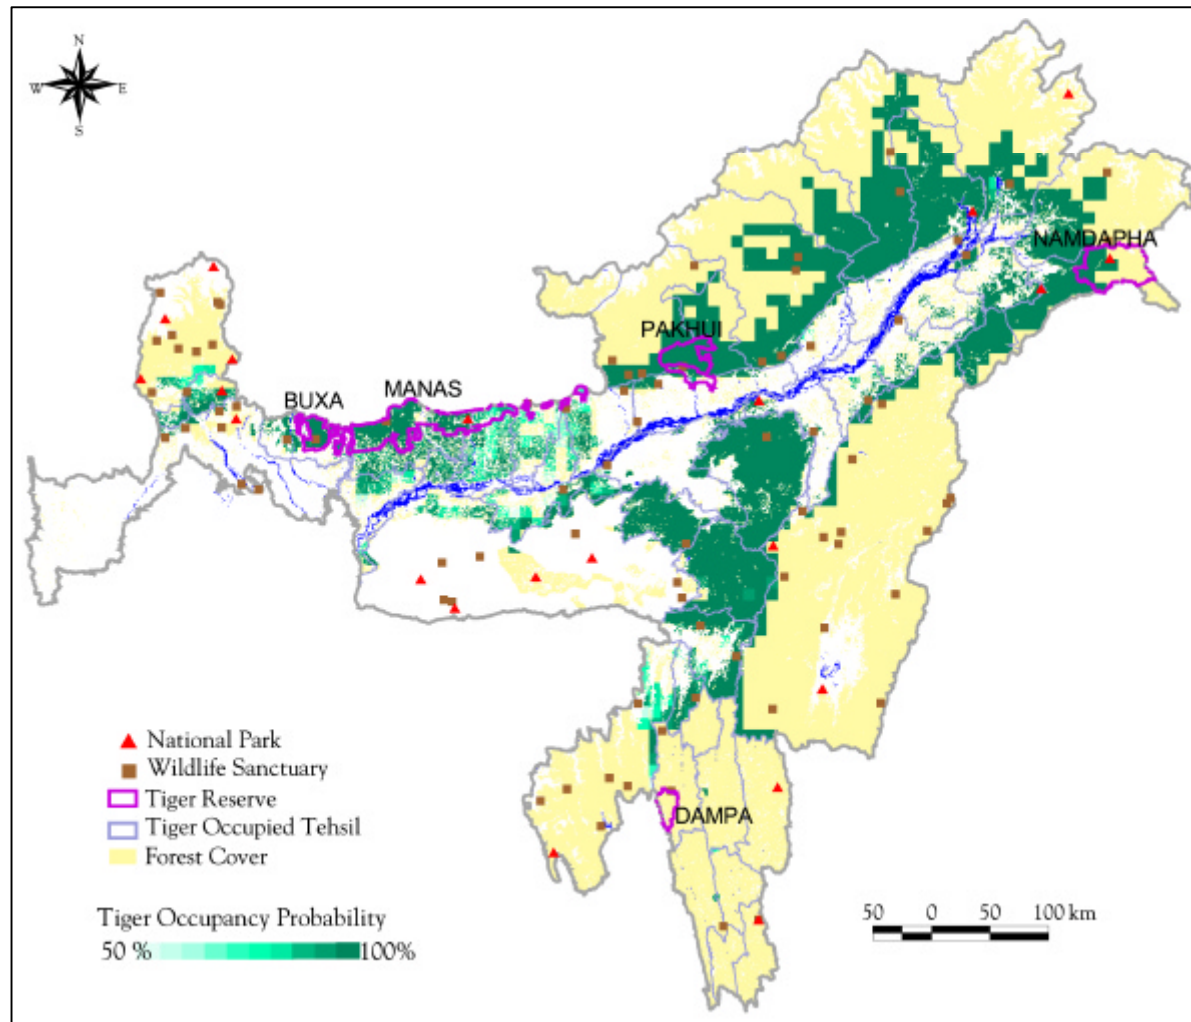 N
W E
S
NAMDAPHA
PAKHUI
MANAS
BUXA
DAMPA
National Park
Wildlife Sanctuary
Tiger Reserve
Tiger Occupied Tehsil
Forest Cover
Tiger Occupancy Probability
50 % 100%
50 0 50 100 km